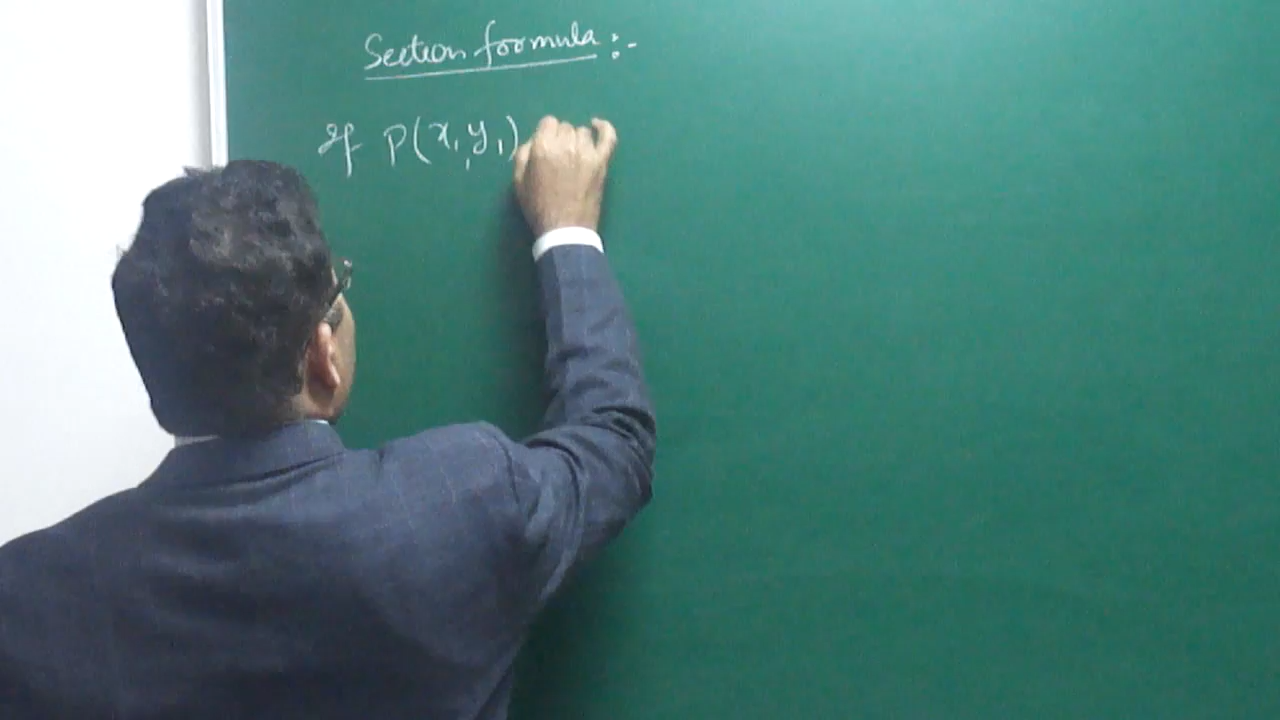 Section formula :-
If P(x₁, y₁)